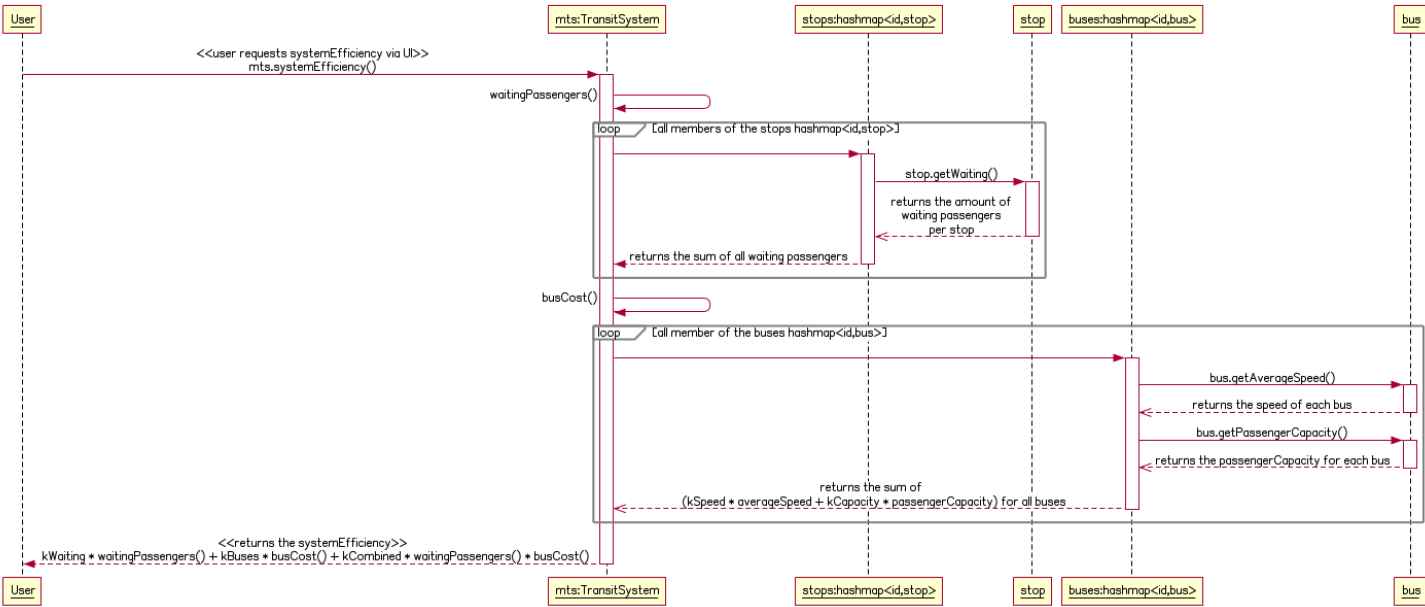 User
mts:TransitSystem
stops:hashmap<id,stop>
stop
buses:hashmap<id,bus>
bus
<<user requests systemEfficiency via UI>>
mts.systemEfficiency()
waitingPassengers()
loop
[all members of the stops hashmap<id,stop>]
stop.getWaiting()
returns the amount of
waiting passengers
per stop
returns the sum of all waiting passengers
busCost()
loop
[all member of the buses hashmap<id,bus>]
bus.getAverageSpeed()
returns the speed of each bus
bus.getPassengerCapacity()
returns the passengerCapacity for each bus
returns the sum of
(kSpeed * averageSpeed + kCapacity * passengerCapacity) for all buses
<<returns the systemEfficiency>>
kWaiting * waitingPassengers() + kBuses * busCost() + kCombined * waitingPassengers() * busCost()
User
mts:TransitSystem
stops:hashmap<id,stop>
stop
buses:hashmap<id,bus>
bus